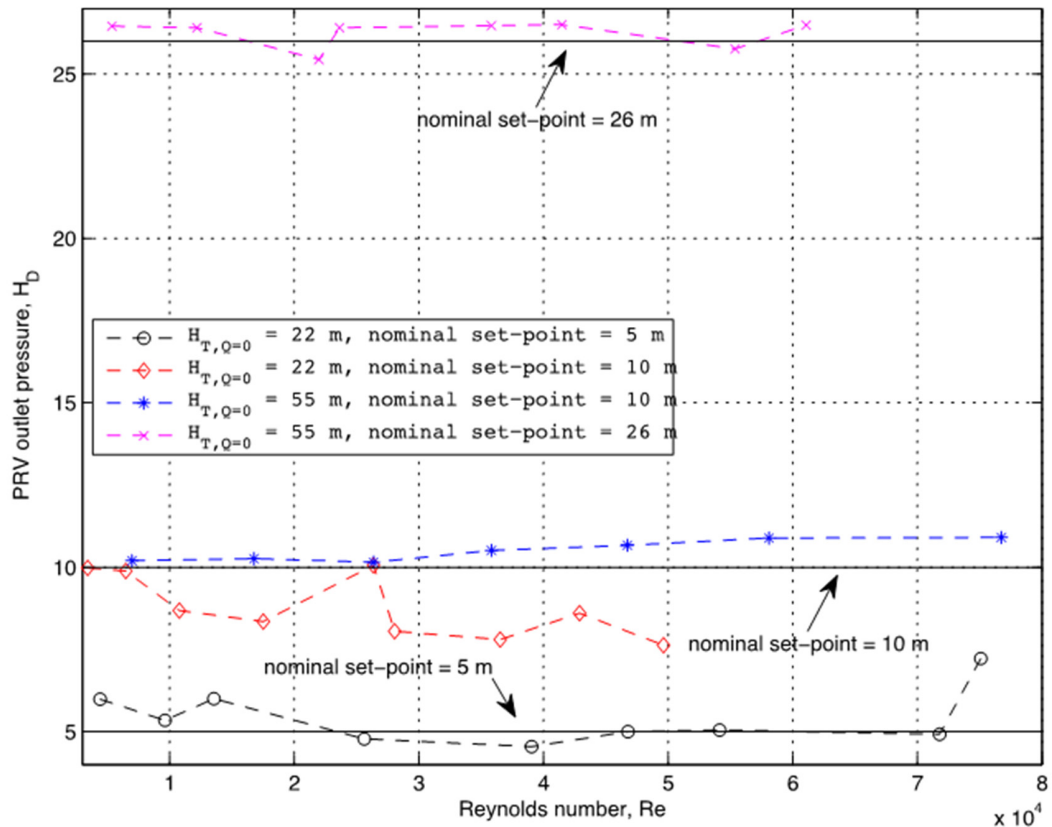 25
nominal set-point = 26 m
20
PRV outlet pressure, H_D
H_T,Q=0 = 22 m, nominal set-point = 5 m
H_T,Q=0 = 22 m, nominal set-point = 10 m
H_T,Q=0 = 55 m, nominal set-point = 10 m
H_T,Q=0 = 55 m, nominal set-point = 26 m
15
10
nominal set-point = 10 m
nominal set-point = 5 m
5
1 2 3 4 5 6 7 8
Reynolds number, Re
x 10^4